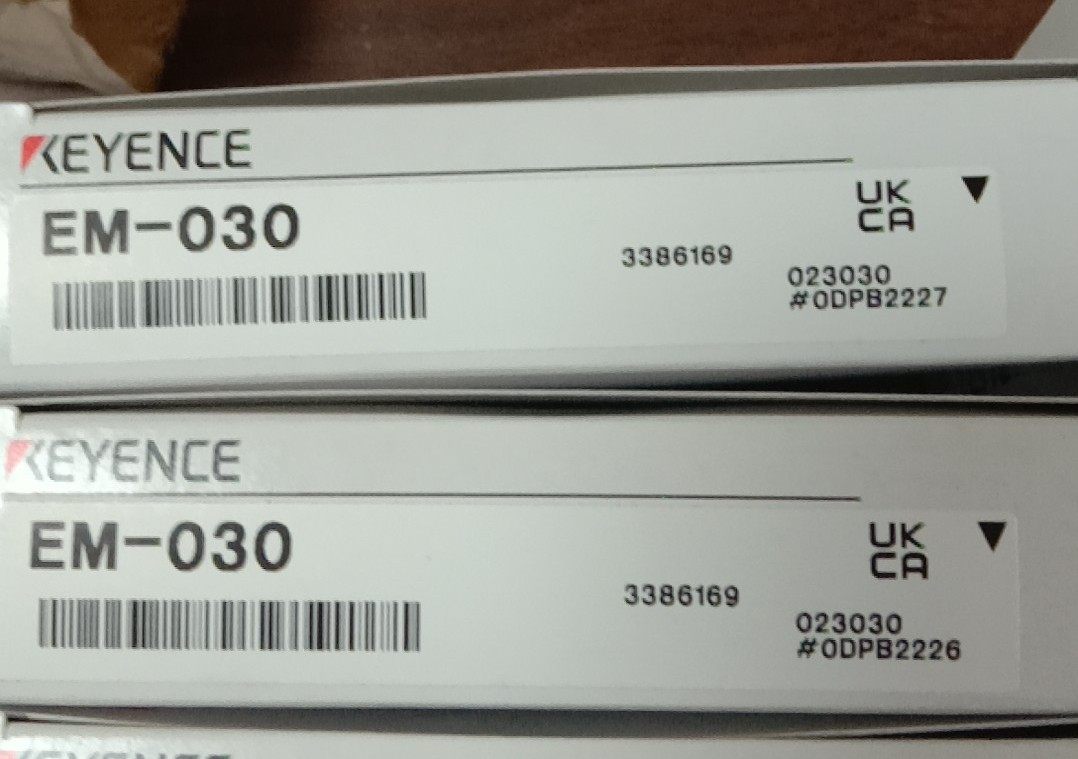 KEYENCE
EM-030
UK
CA
▼
3386169
023030
#0DPB2227
KEYENCE
EM-030
UK
CA
▼
3386169
023030
#0DPB2226